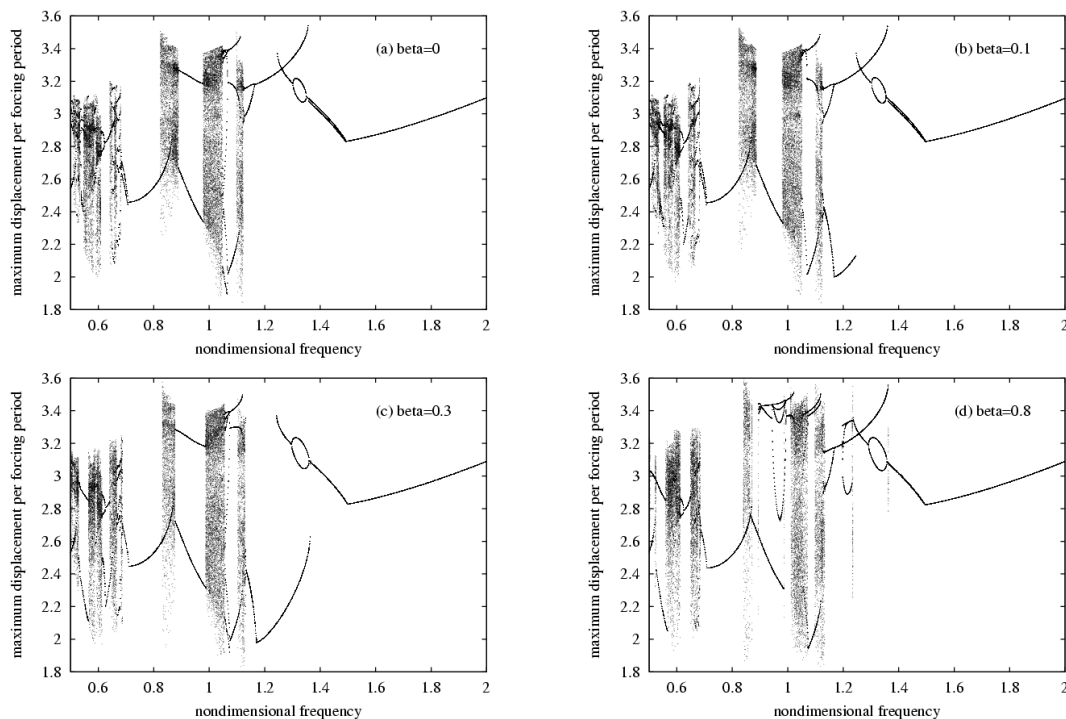 3.6
3.4
3.2
3
2.8
2.6
2.4
2.2
2
1.8
maximum displacement per forcing period
(a) beta=0
0.6 0.8 1 1.2 1.4 1.6 1.8 2
nondimensional frequency
3.6
3.4
3.2
3
2.8
2.6
2.4
2.2
2
1.8
maximum displacement per forcing period
(b) beta=0.1
0.6 0.8 1 1.2 1.4 1.6 1.8 2
nondimensional frequency
3.6
3.4
3.2
3
2.8
2.6
2.4
2.2
2
1.8
maximum displacement per forcing period
(c) beta=0.3
0.6 0.8 1 1.2 1.4 1.6 1.8 2
nondimensional frequency
3.6
3.4
3.2
3
2.8
2.6
2.4
2.2
2
1.8
maximum displacement per forcing period
(d) beta=0.8
0.6 0.8 1 1.2 1.4 1.6 1.8 2
nondimensional frequency